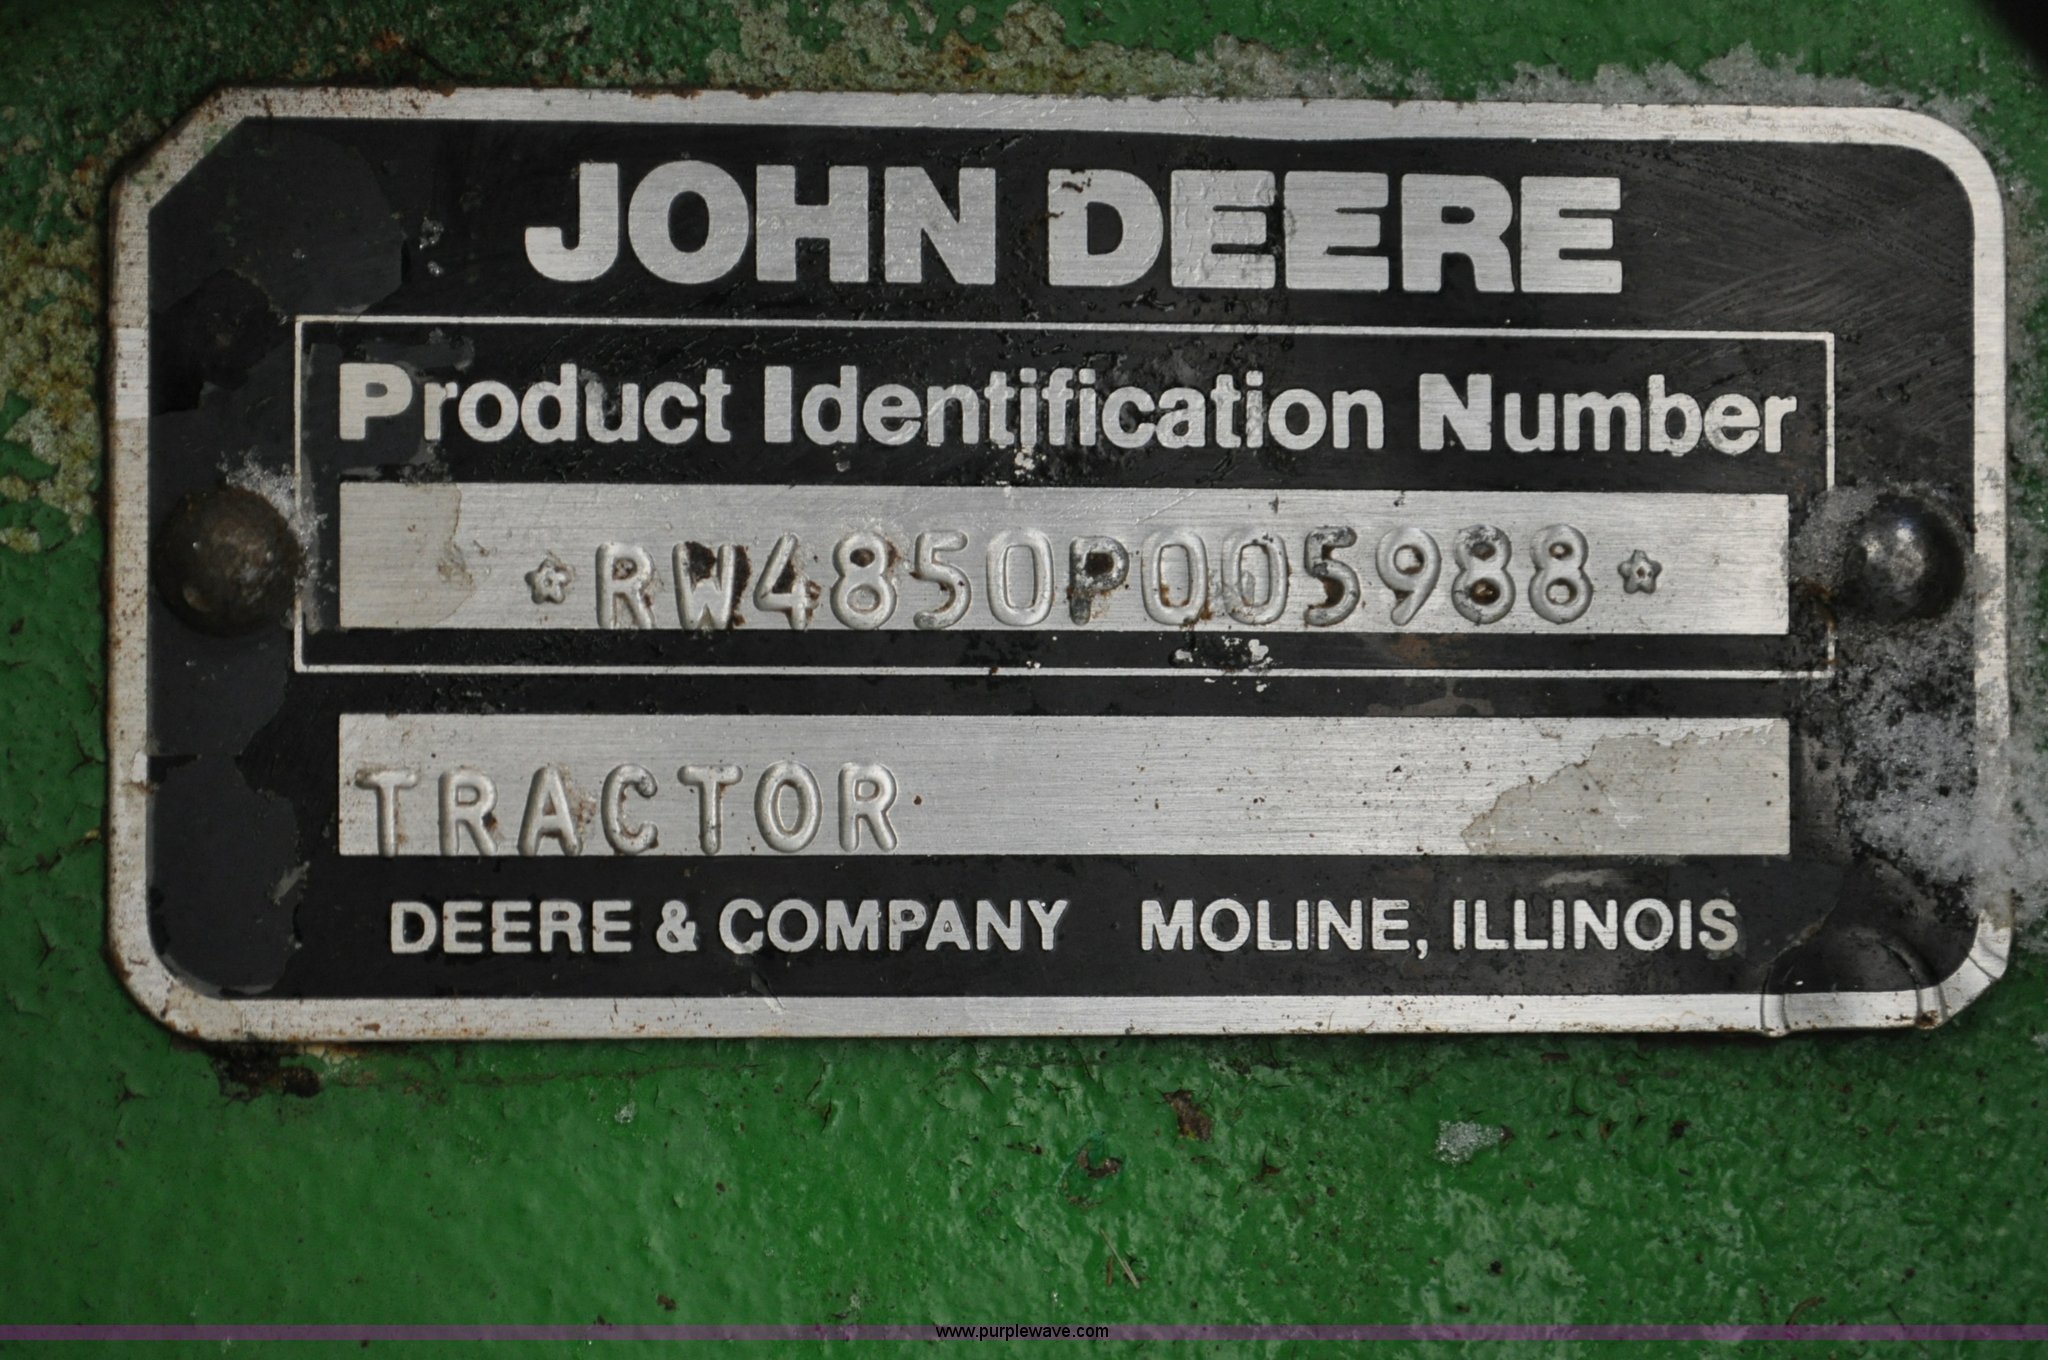 JOHN DEERE
Product Identification Number
*RW4850P005988*
TRACTOR
DEERE & COMPANY MOLINE, ILLINOIS
www.purplewave.com